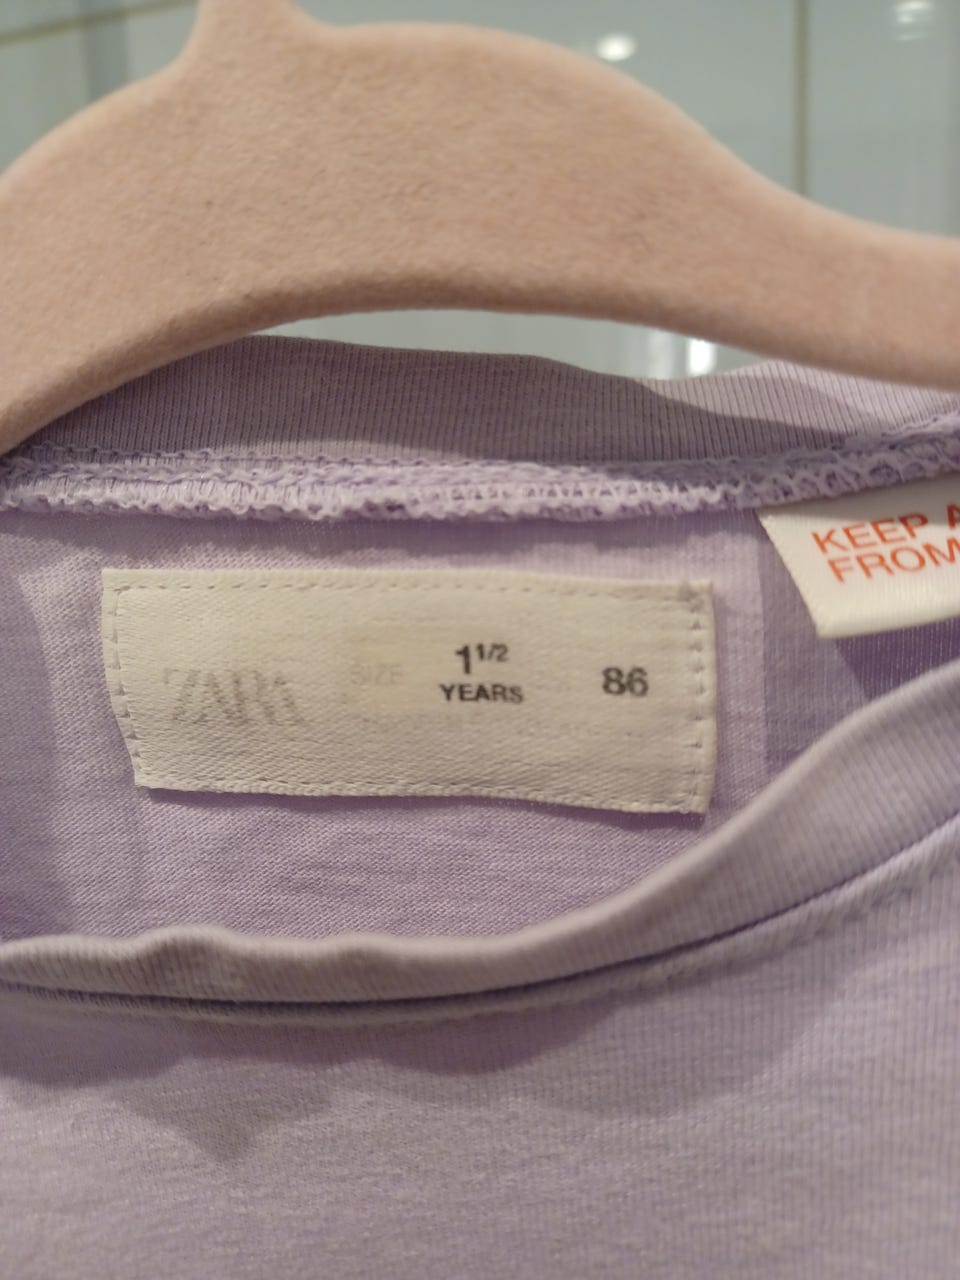 KEEP A
FROM
ZARA SIZE 1 1/2 86
YEARS